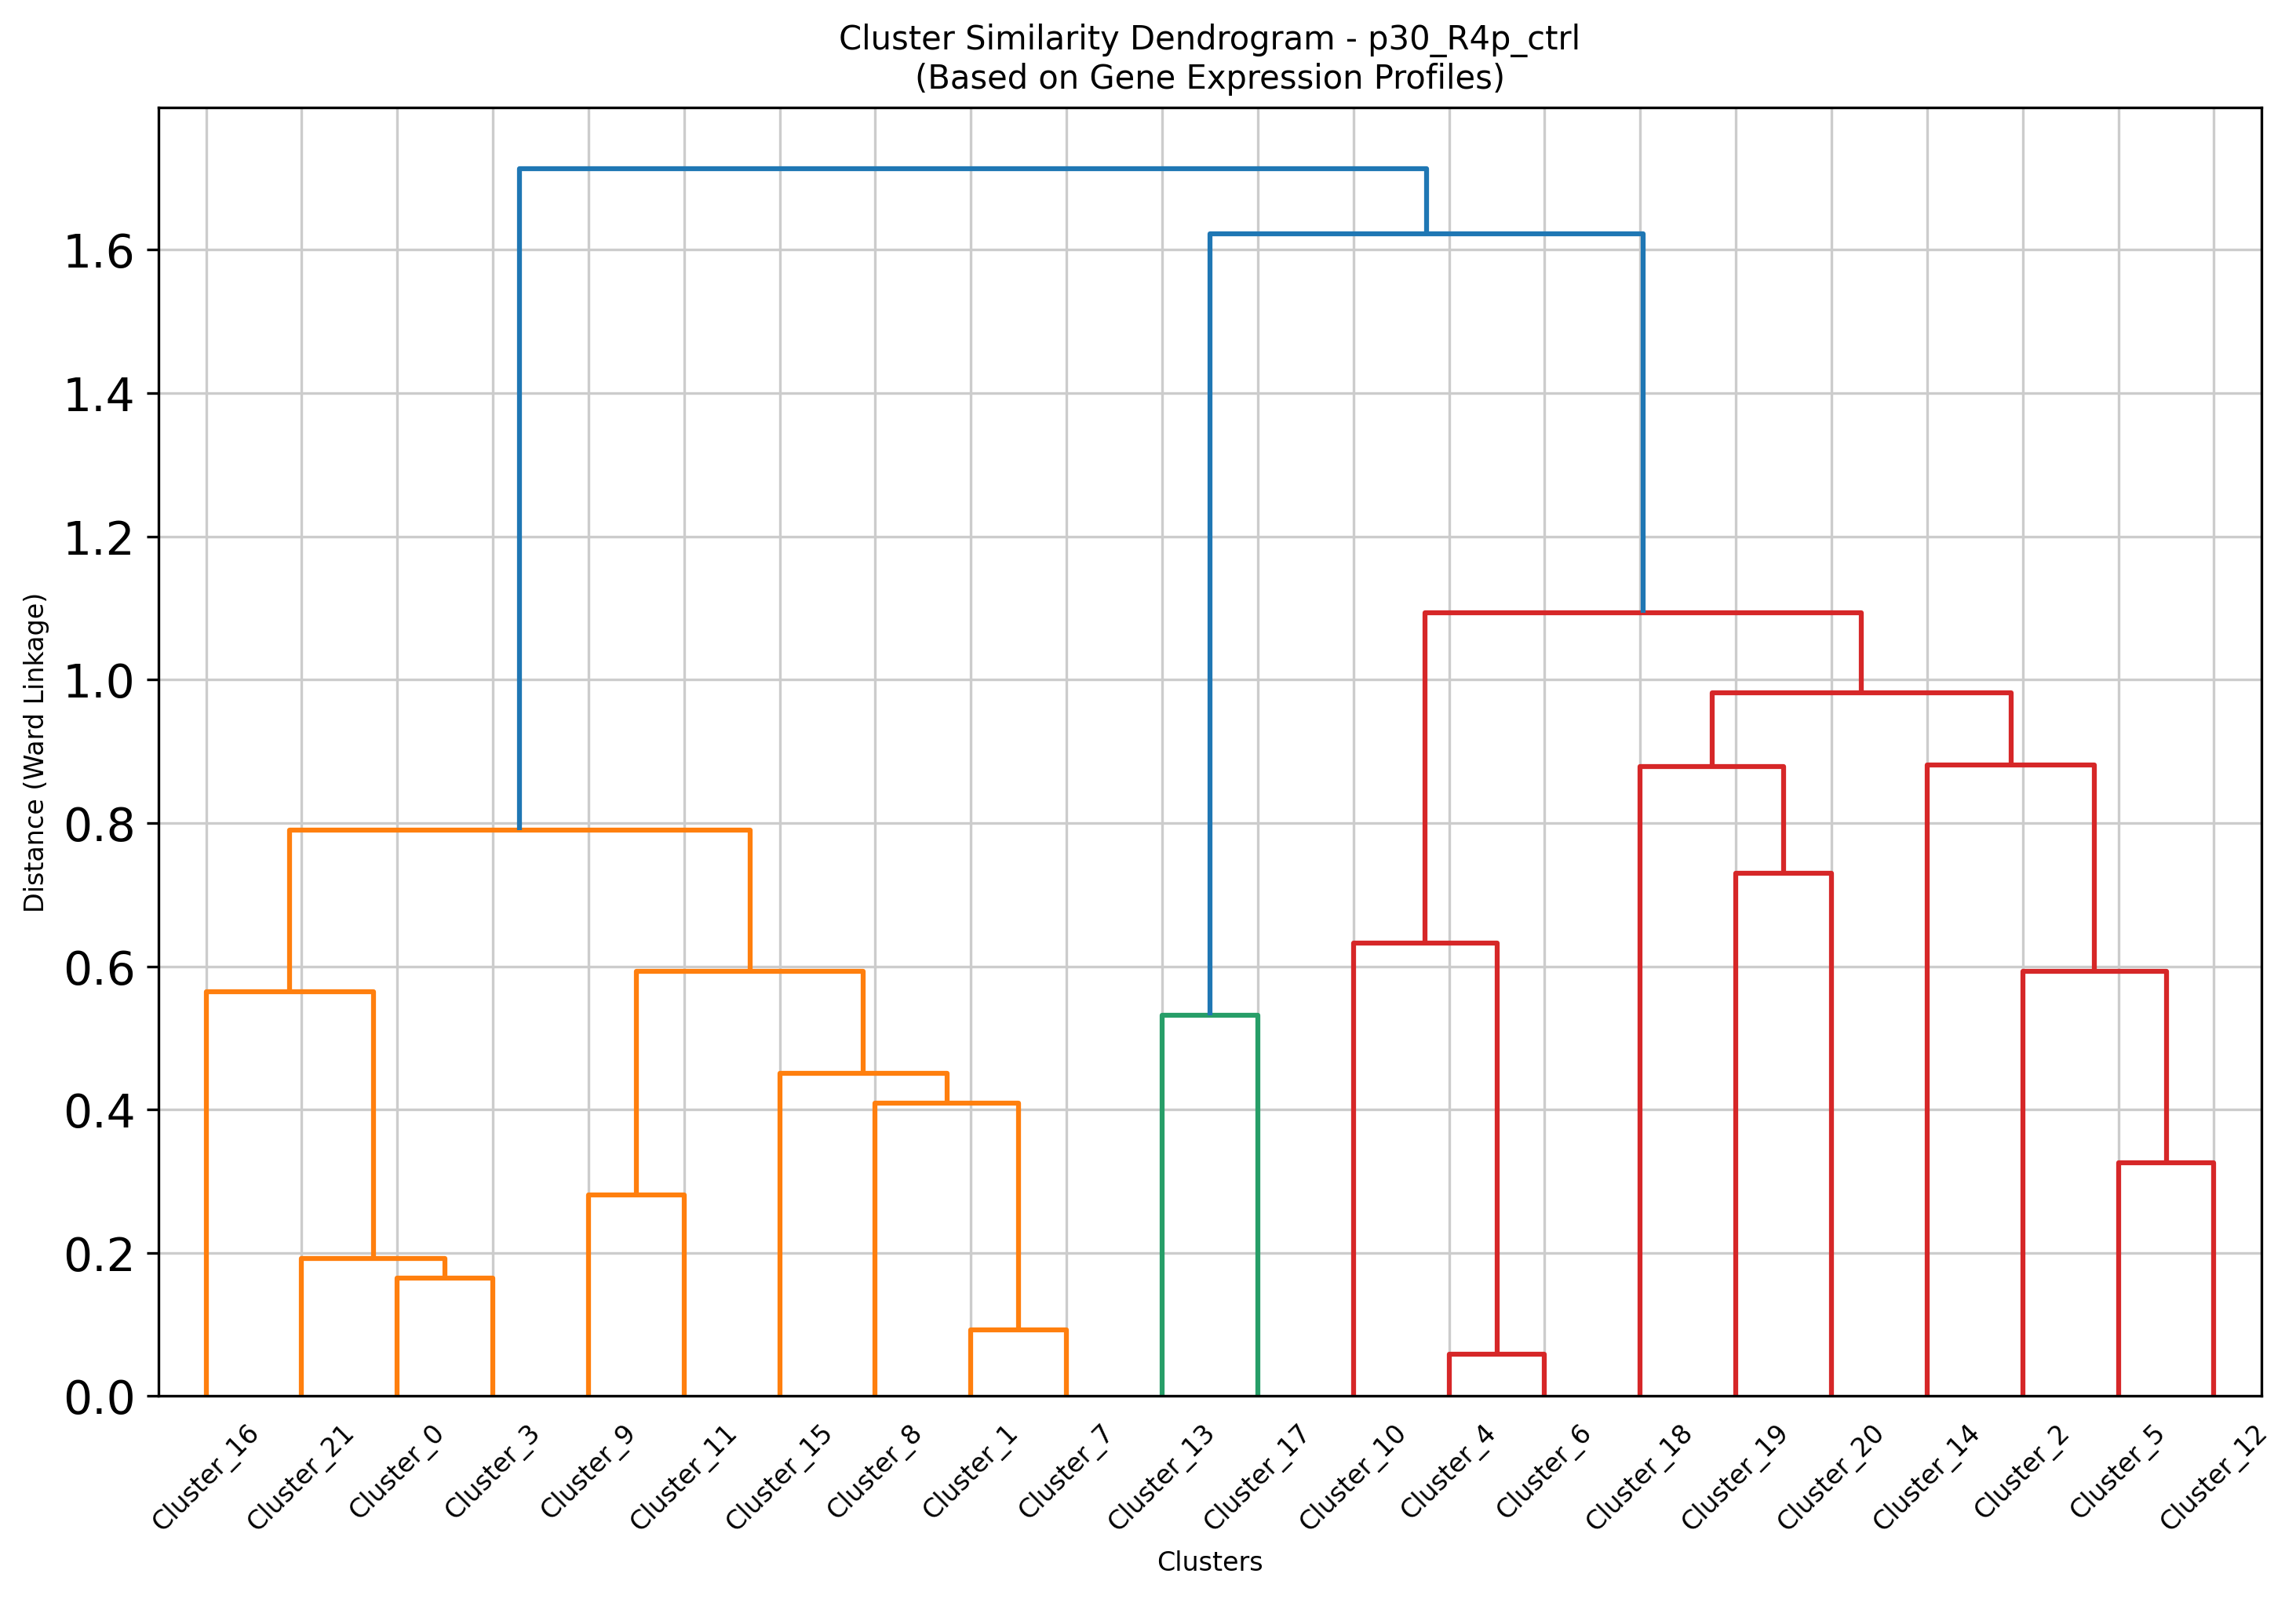 Cluster Similarity Dendrogram - p30_R4p_ctrl
(Based on Gene Expression Profiles)
Distance (Ward Linkage)
1.6
1.4
1.2
1.0
0.8
0.6
0.4
0.2
0.0
Cluster_16
Cluster_21
Cluster_0
Cluster_3
Cluster_9
Cluster_11
Cluster_15
Cluster_8
Cluster_1
Cluster_7
Cluster_13
Cluster_17
Cluster_10
Cluster_4
Cluster_6
Cluster_18
Cluster_19
Cluster_20
Cluster_14
Cluster_2
Cluster_5
Cluster_12
Clusters